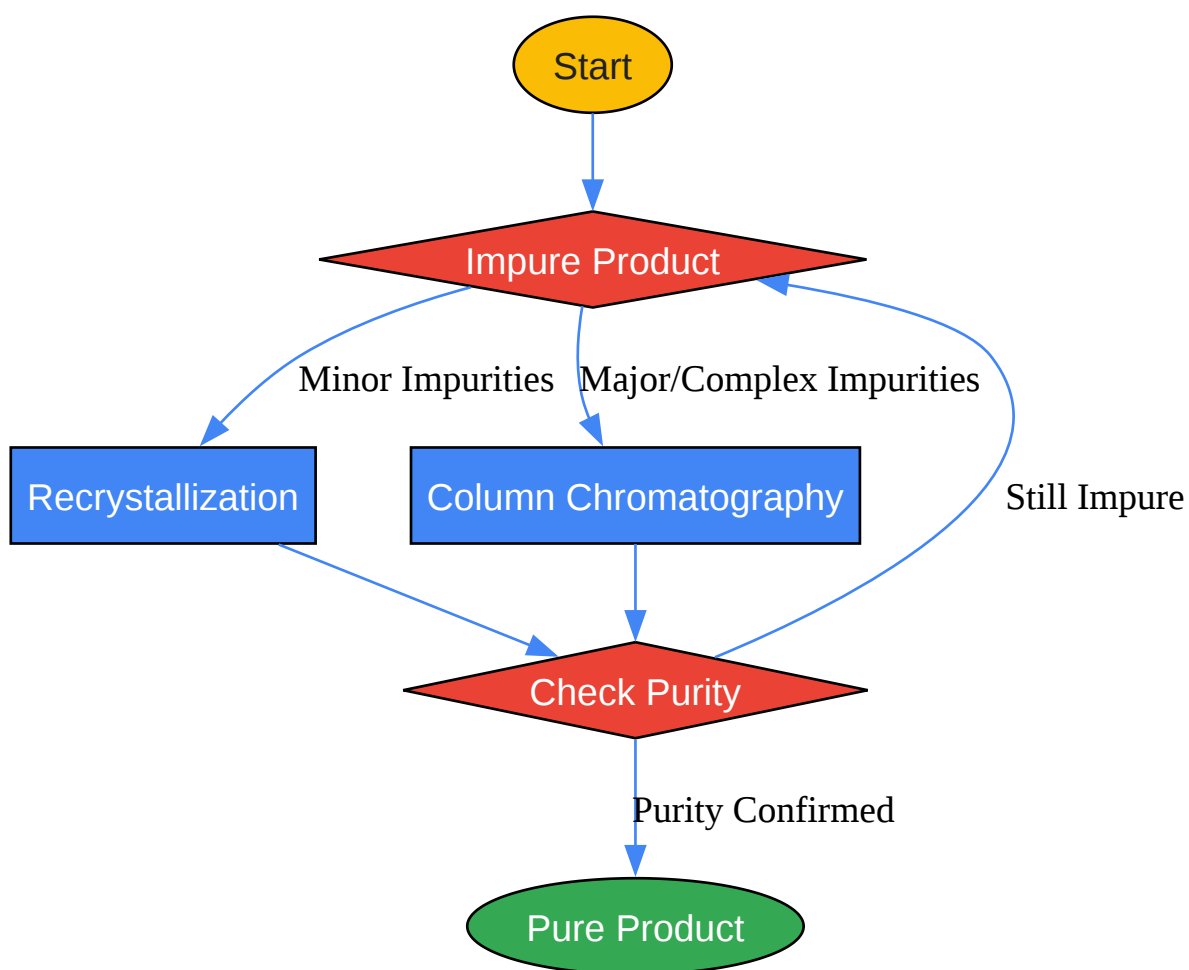 Start
Impure Product
Minor Impurities
Major/Complex Impurities
Recrystallization
Column Chromatography
Still Impure
Check Purity
Purity Confirmed
Pure Product